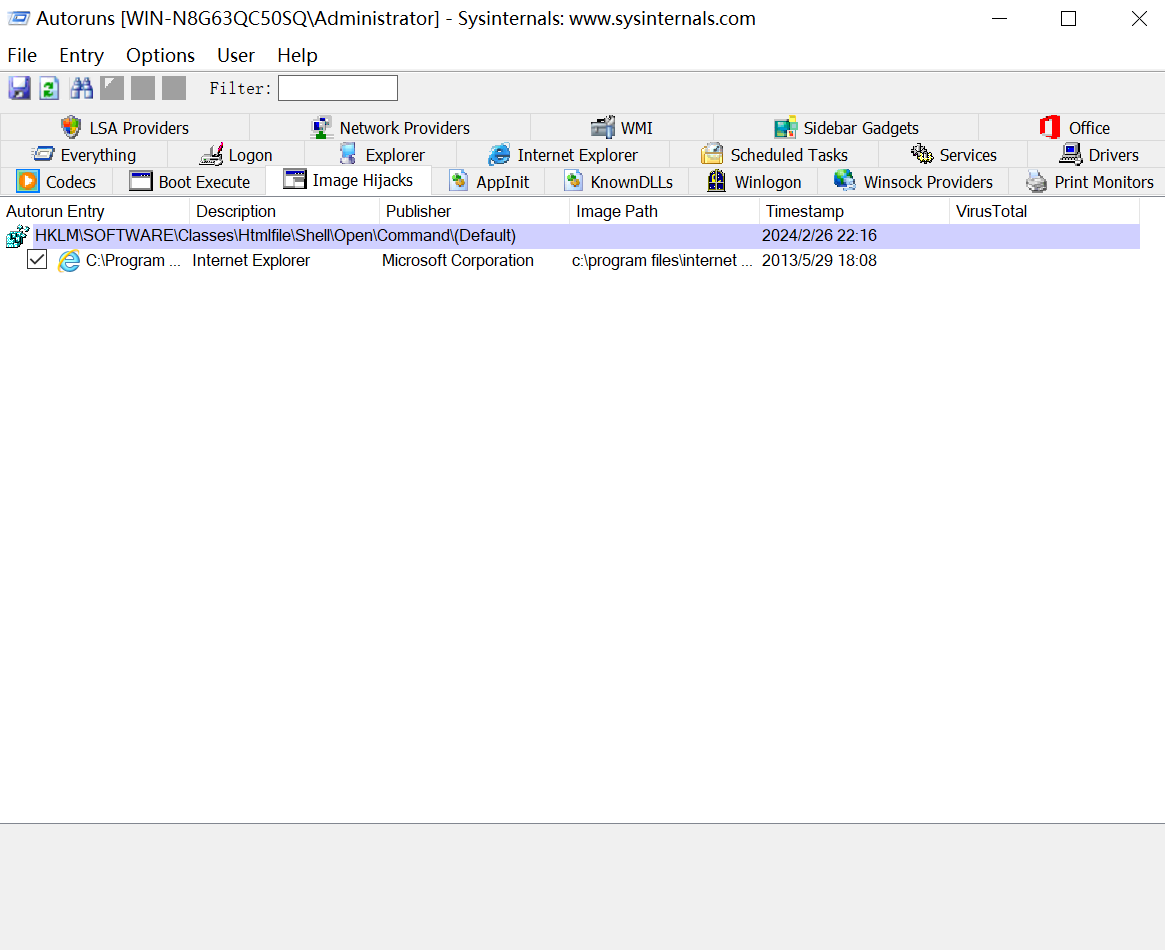 Autoruns [WIN-N8G63QC50SQ\Administrator] - Sysinternals: www.sysinternals.com
File Entry Options User Help
Filter:
LSA Providers Network Providers WMI Sidebar Gadgets Office
Everything Logon Explorer Internet Explorer Scheduled Tasks Services Drivers
Codecs Boot Execute Image Hijacks AppInit KnownDLLs Winlogon Winsock Providers Print Monitors
Autorun Entry Description Publisher Image Path Timestamp VirusTotal
HKLM\SOFTWARE\Classes\Htmlfile\Shell\Open\Command\(Default) 2024/2/26 22:16
C:\Program ... Internet Explorer Microsoft Corporation c:\program files\internet ... 2013/5/29 18:08